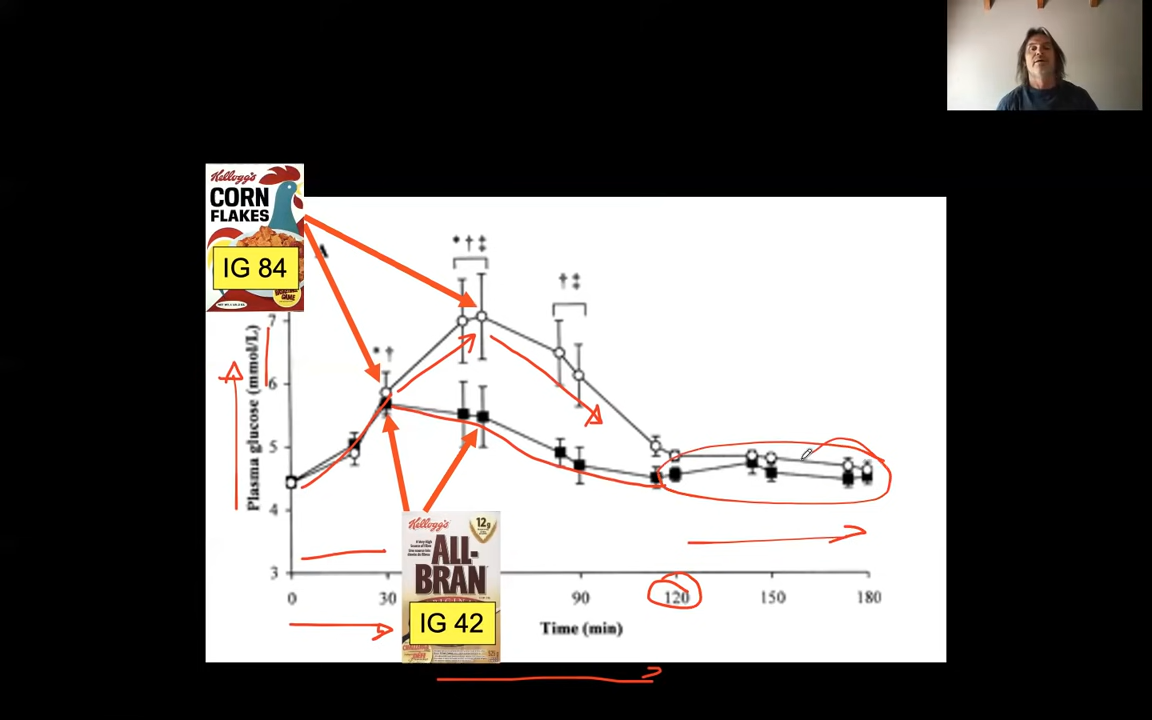 Kellogg's
CORN
FLAKES
IG 84
A
*†‡
†‡
*†
7
6
5
4
3
Plasma glucose (mmol/L)
Kellogg's
12g
ALL-
BRAN
IG 42
0
30
90
120
150
180
Time (min)